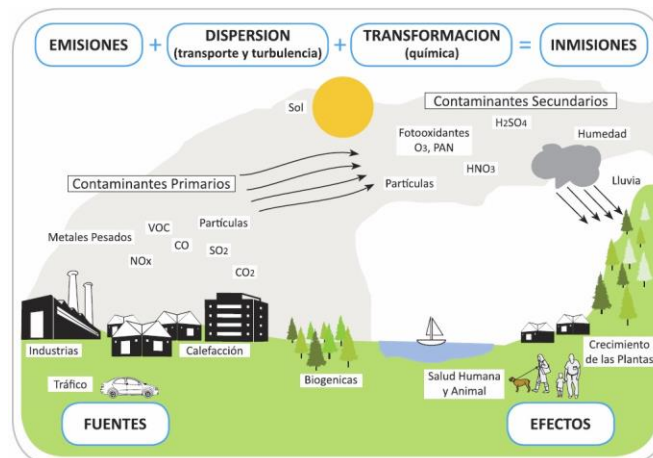 EMISIONES + DISPERSION + TRANSFORMACION = INMISIONES
(transporte y turbulencia) (química)
Sol
Contaminantes Secundarios
H2SO4
Fotooxidantes
O3, PAN
Humedad
HNO3
Contaminantes Primarios
Partículas
Lluvia
Partículas
VOC
Metales Pesados
CO
SO2
NOx
CO2
Industrias
Calefacción
Crecimiento
de las Plantas
Tráfico
Biogenicas
Salud Humana
y Animal
FUENTES
EFECTOS